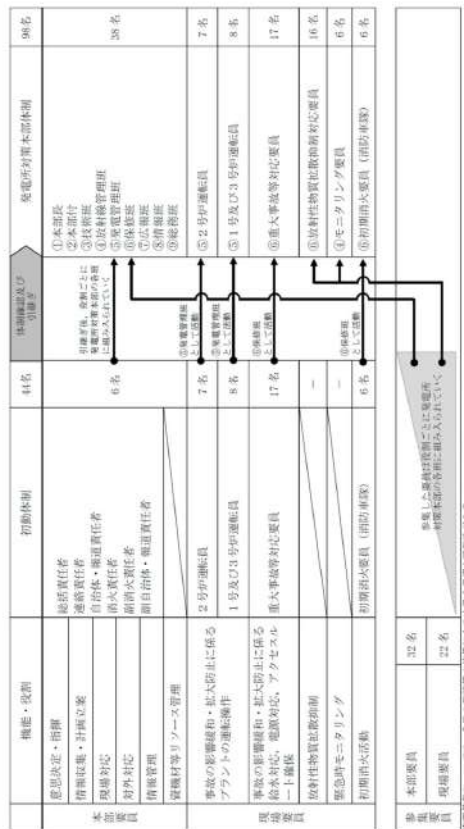 機能・役割
初動体制
44名
体制確認及び
引継ぎ
発電所対策本部体制
98名
本部要員
意思決定・指揮
情報収集・計画立案
現場対応
対外対応
情報管理
資機材等リソース管理
総括責任者
連絡責任者
自治体・報道責任者
消火責任者
副消火責任者
副自治体・報道責任者
6名
引継ぎ後、役割ごとに
発電所対策本部の各班
に組み入れられていく
①本部長
②本部付
③技術班
④放射線管理班
⑤発電管理班
⑥保修班
⑦広報班
⑧情報班
⑨総務班
38名
現場要員
事故の影響緩和・拡大防止に係る
プラントの運転操作
2号炉運転員
7名
⑤発電管理班
として活動
⑤2号炉運転員
7名
1号及び3号炉運転員
8名
⑤発電管理班
として活動
⑤1号及び3号炉運転員
8名
事故の影響緩和・拡大防止に係る
給水対応、電源対応、アクセスル
ート確保
重大事故等対応要員
17名
⑥保修班
として活動
⑥重大事故等対応要員
17名
放射性物質拡散抑制
－
⑥放射性物質拡散抑制対応要員
16名
緊急時モニタリング
－
④モニタリング要員
6名
初期消火活動
初期消火要員（消防車隊）
6名
⑥保修班
として活動
⑥初期消火要員（消防車隊）
6名
参集要員
本部要員
32名
現場要員
22名
参集した要員は役割ごとに発電所
対策本部の各班に組み入れられていく